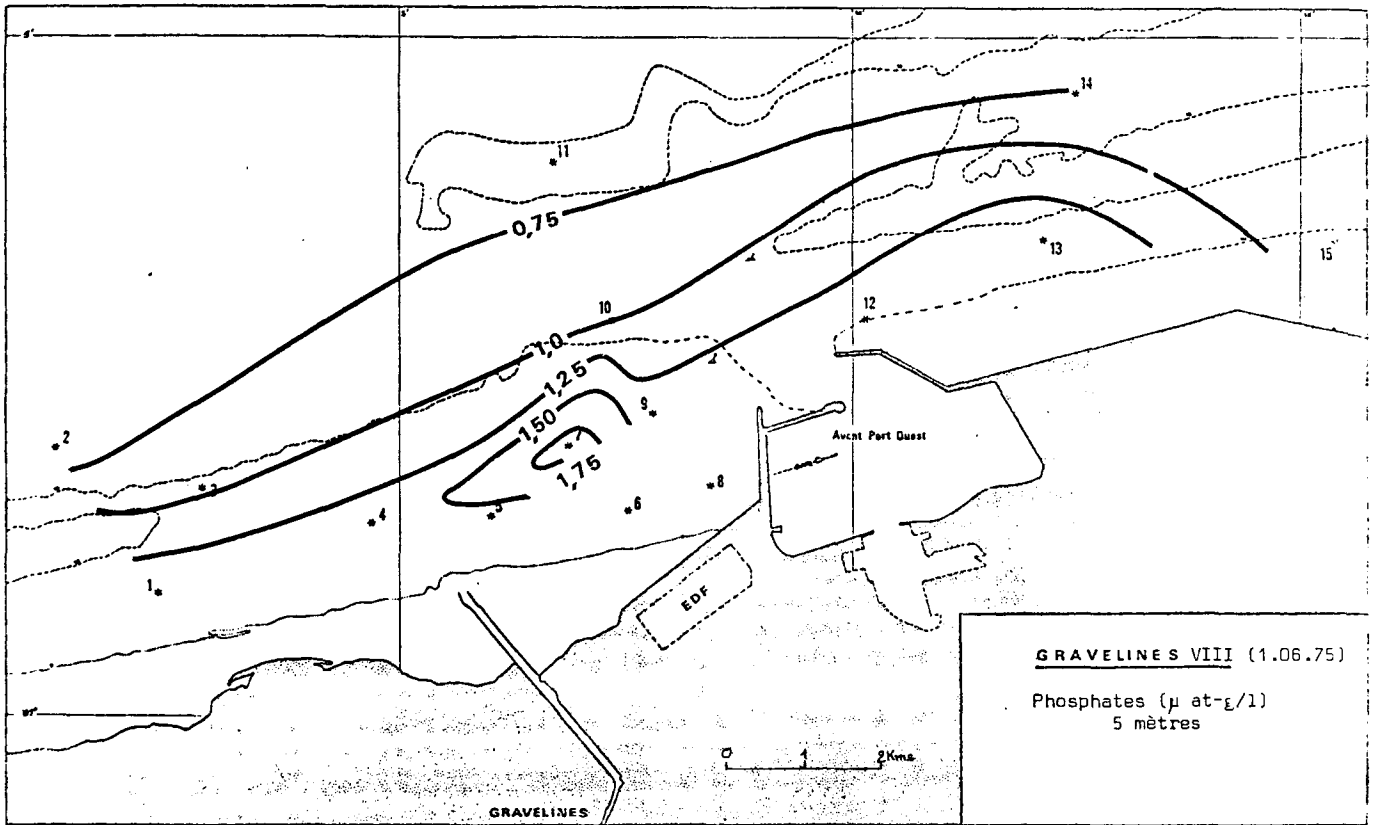 14
11
0,75
13
15
10
12
1,0
1,25
1,50
9
2
7
Avant Port Ouest
1,75
3
8
5
6
4
1
EDF
GRAVELINES VIII (1.06.75)
Phosphates (µ at-g/l)
5 mètres
0 1 2Kms
GRAVELINES